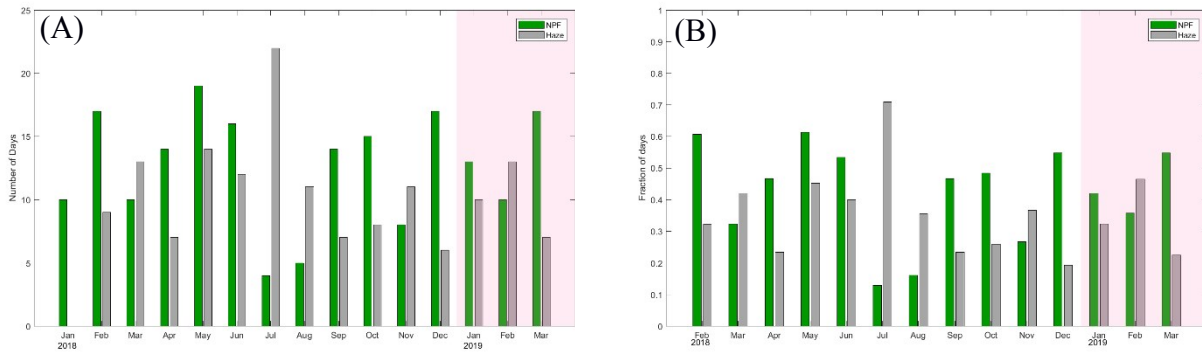 (A)
NPF
Haze
Number of Days
25
20
15
10
5
0
Jan Feb Mar Apr May Jun Jul Aug Sep Oct Nov Dec Jan Feb Mar
2018 2019
(B)
NPF
Haze
Fraction of days
1
0.9
0.8
0.7
0.6
0.5
0.4
0.3
0.2
0.1
0
Feb Mar Apr May Jun Jul Aug Sep Oct Nov Dec Jan Feb Mar
2018 2019